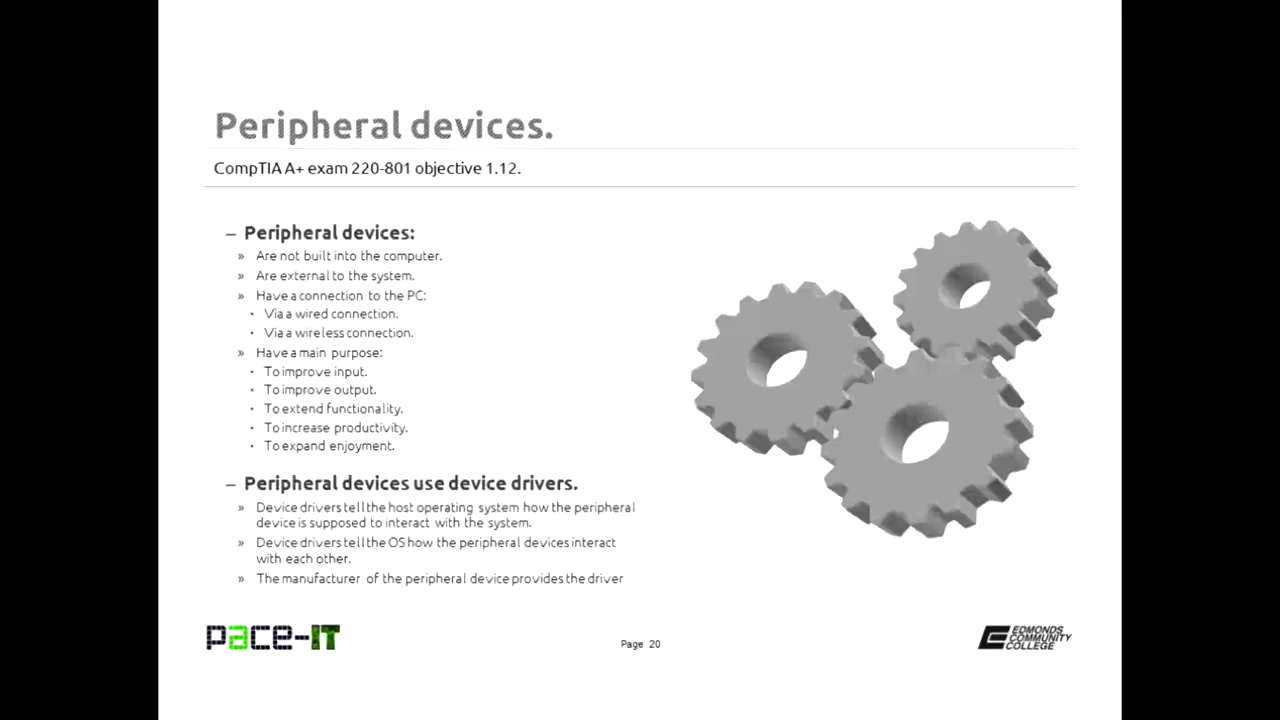 Peripheral devices.
CompTIA A+ exam 220-801 objective 1.12.
– Peripheral devices:
» Are not built into the computer.
» Are external to the system.
» Have a connection to the PC:
• Via a wired connection.
• Via a wireless connection.
» Have a main purpose:
• To improve input.
• To improve output.
• To extend functionality.
• To increase productivity.
• To expand enjoyment.
– Peripheral devices use device drivers.
» Device drivers tell the host operating system how the peripheral
device is supposed to interact with the system.
» Device drivers tell the OS how the peripheral devices interact
with each other.
» The manufacturer of the peripheral device provides the driver
pace-IT
Page 20
EDMONDS
COMMUNITY
COLLEGE